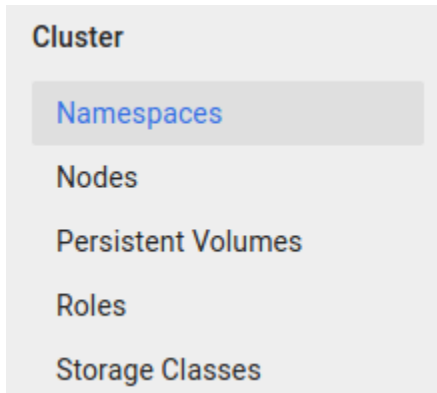 Cluster
Namespaces
Nodes
Persistent Volumes
Roles
Storage Classes